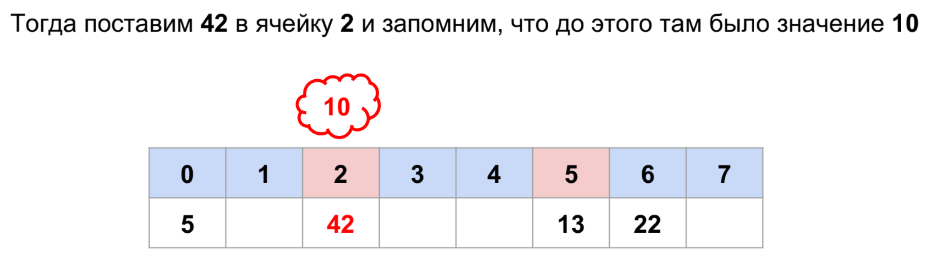 Тогда поставим 42 в ячейку 2 и запомним, что до этого там было значение 10
10
0 1 2 3 4 5 6 7
5 42 13 22